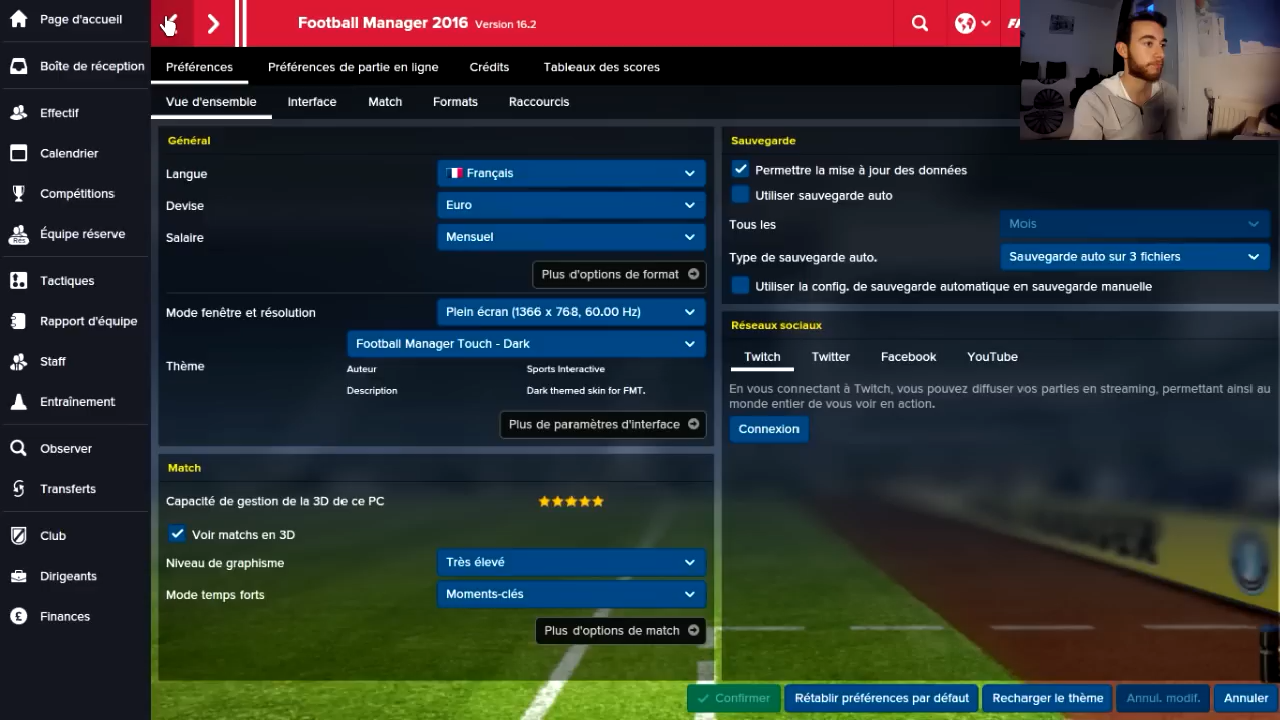 Page d'accueil
Boîte de réception
Effectif
Calendrier
Compétitions
Équipe réserve
Tactiques
Rapport d'équipe
Staff
Entraînement
Observer
Transferts
Club
Dirigeants
Finances
Football Manager 2016 Version 16.2
Préférences Préférences de partie en ligne Crédits Tableaux des scores
Vue d'ensemble Interface Match Formats Raccourcis
Général
Langue Français
Devise Euro
Salaire Mensuel
Plus d'options de format
Mode fenêtre et résolution Plein écran (1366 x 768, 60.00 Hz)
Thème Football Manager Touch - Dark
Auteur Sports Interactive
Description Dark themed skin for FMT.
Plus de paramètres d'interface
Match
Capacité de gestion de la 3D de ce PC
Voir matchs en 3D
Niveau de graphisme Très élevé
Mode temps forts Moments-clés
Plus d'options de match
Sauvegarde
Permettre la mise à jour des données
Utiliser sauvegarde auto
Tous les Mois
Type de sauvegarde auto. Sauvegarde auto sur 3 fichiers
Utiliser la config. de sauvegarde automatique en sauvegarde manuelle
Réseaux sociaux
Twitch Twitter Facebook YouTube
En vous connectant à Twitch, vous pouvez diffuser vos parties en streaming, permettant ainsi au
monde entier de vous voir en action.
Connexion
Confirmer Rétablir préférences par défaut Recharger le thème Annul. modif. Annuler